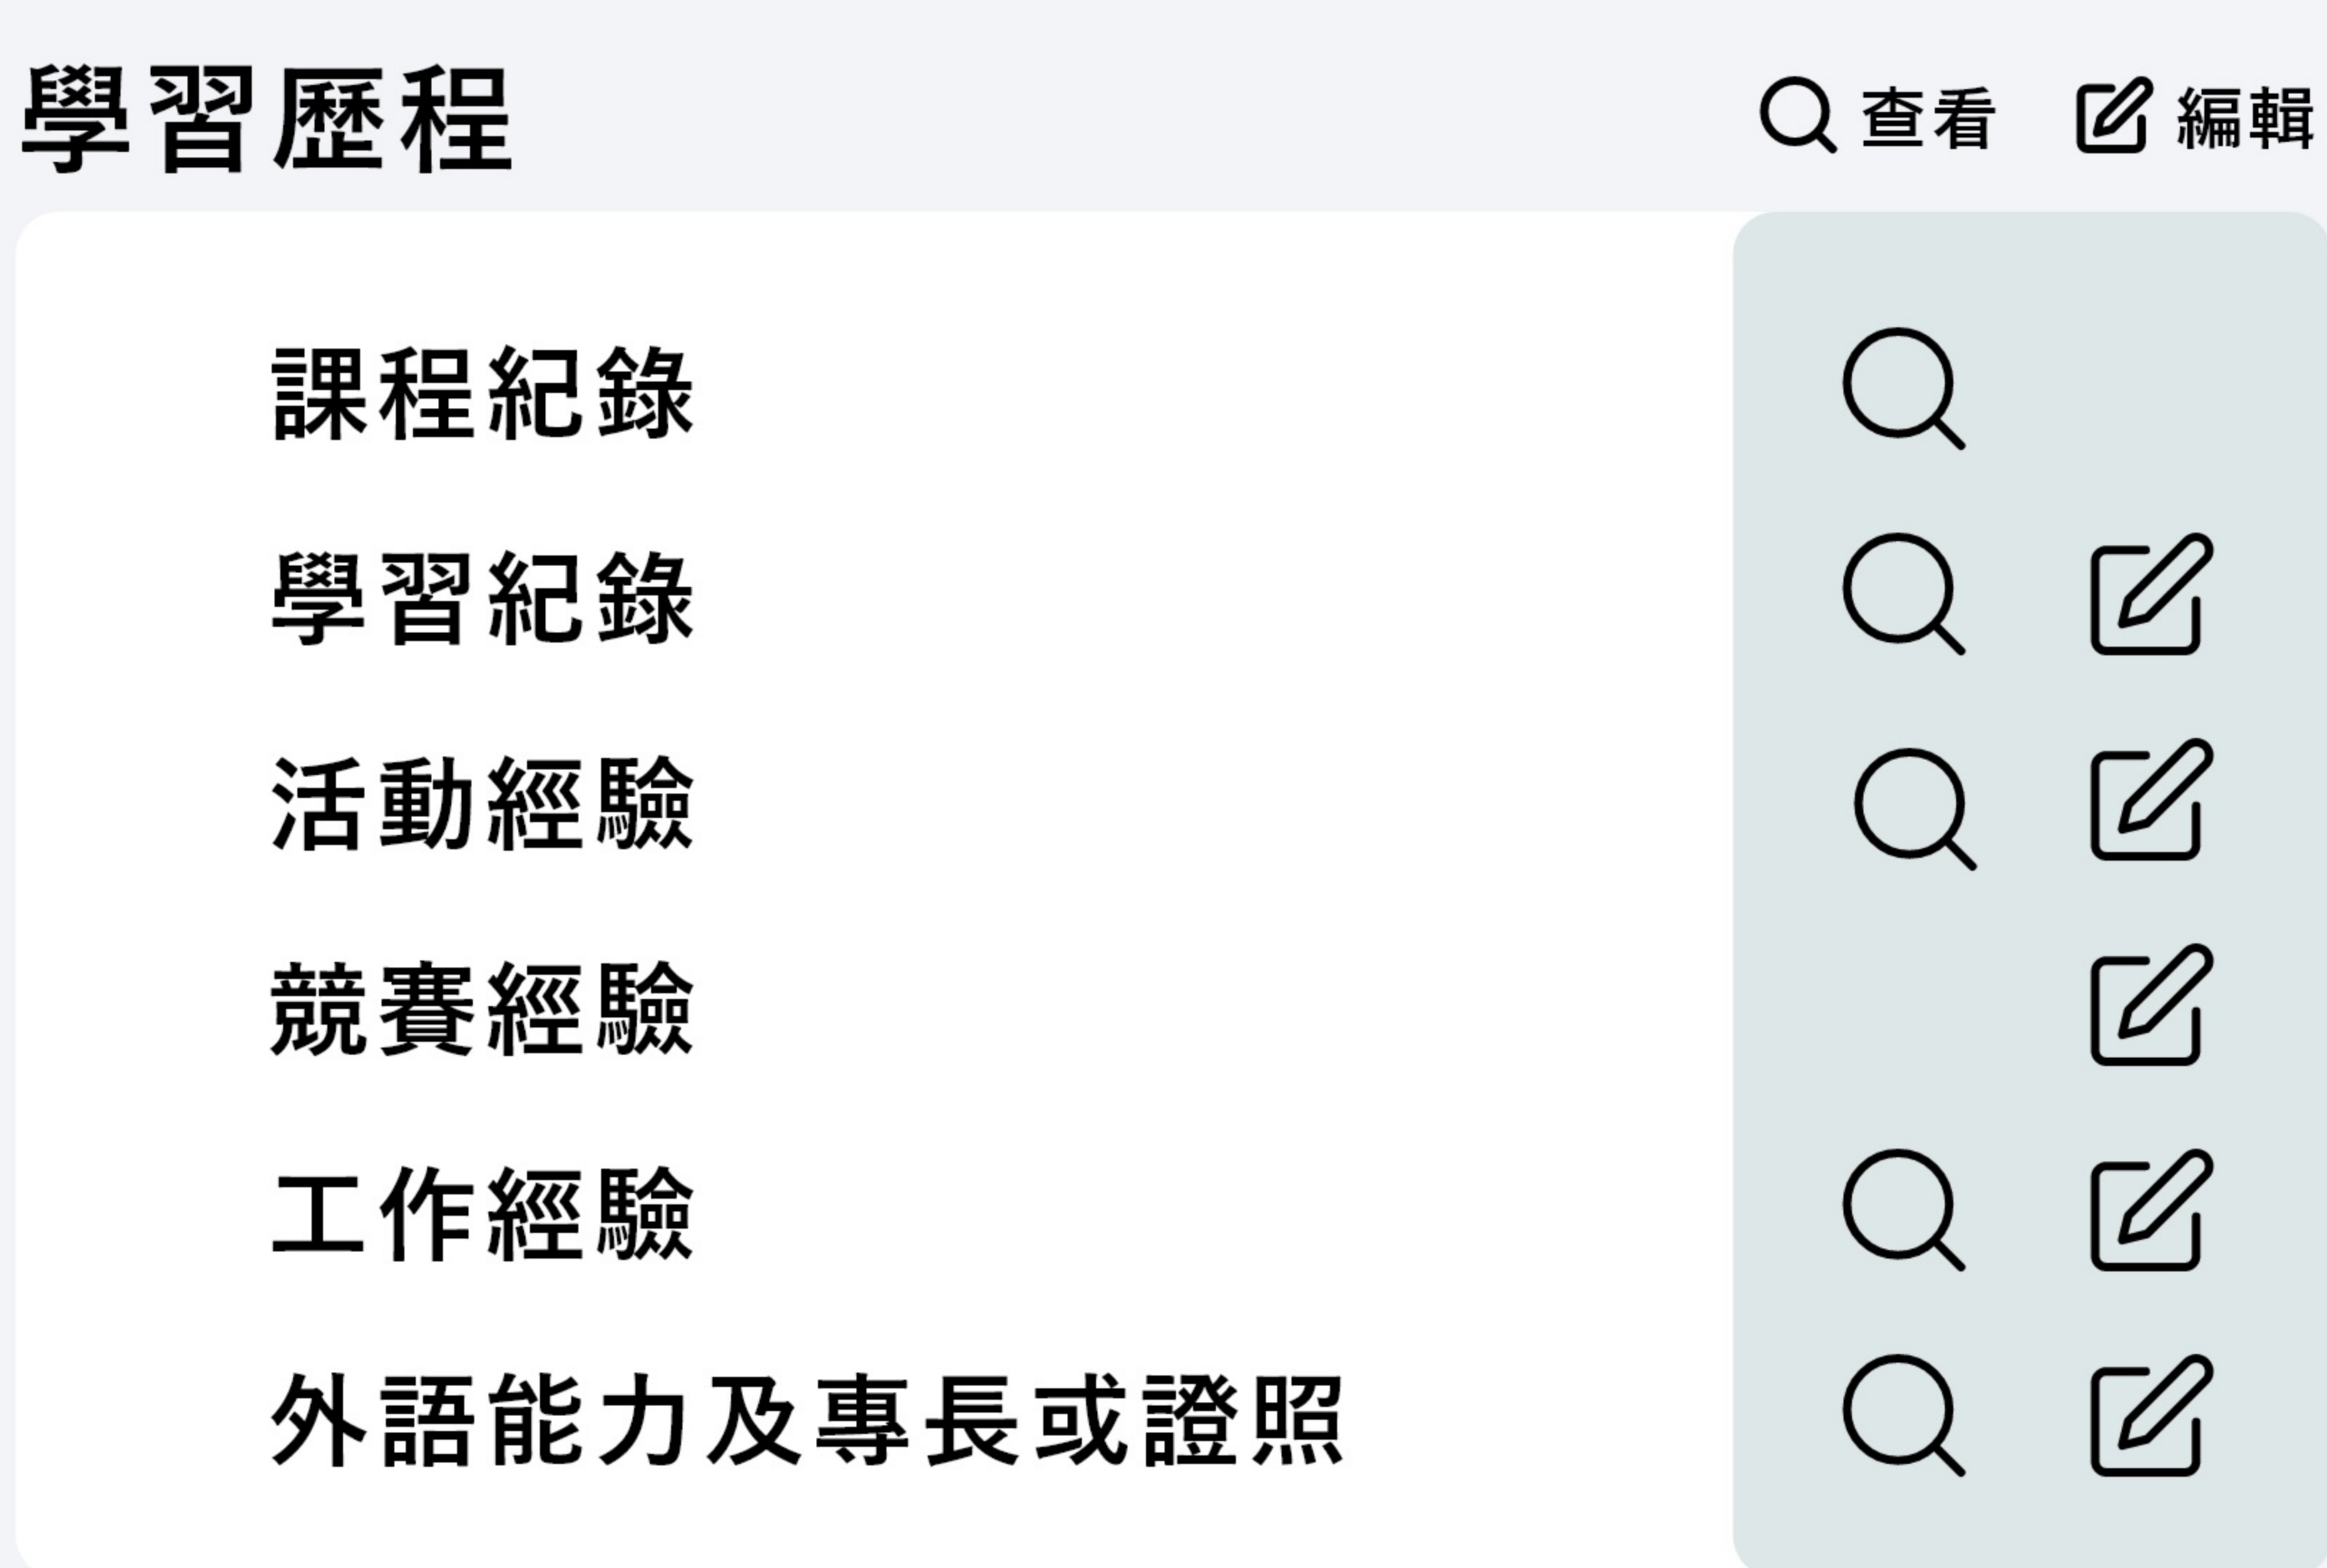 學習歷程 查看 編輯
課程紀錄
學習紀錄
活動經驗
競賽經驗
工作經驗
外語能力及專長或證照